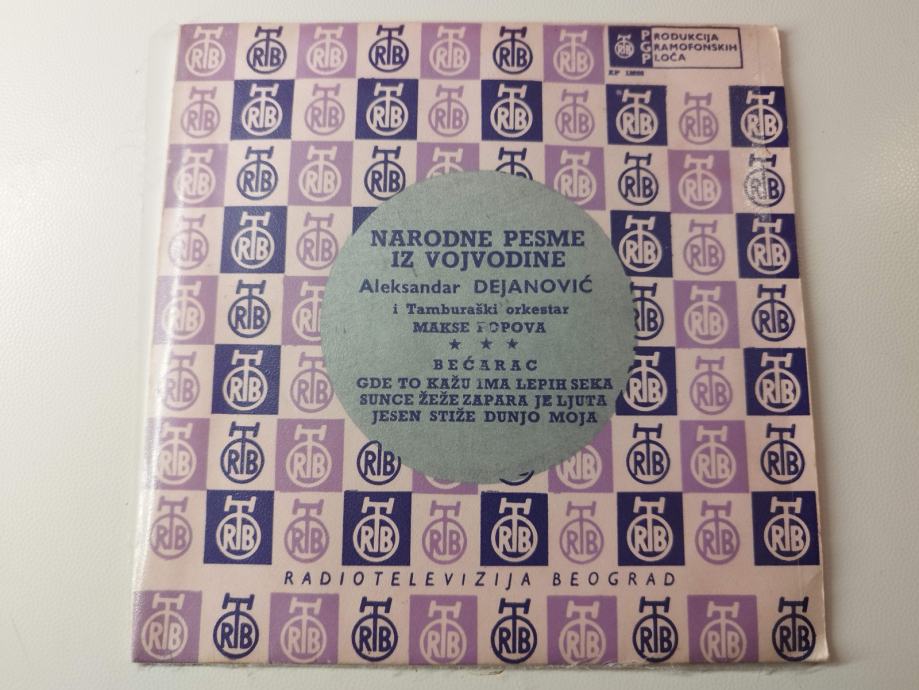 PRODUKCIJA
GRAMOFONSKIH
PLOČA
EP
NARODNE PESME
IZ VOJVODINE
Aleksandar DEJANOVIĆ
i Tamburaški orkestar
MAKSE POPOVA
★ ★ ★
BEĆARAC
GDE TO KAŽU IMA LEPIH SEKA
SUNCE ŽEŽE ZAPARA JE LJUTA
JESEN STIŽE DUNJO MOJA
RADIOTELEVIZIJA BEOGRAD